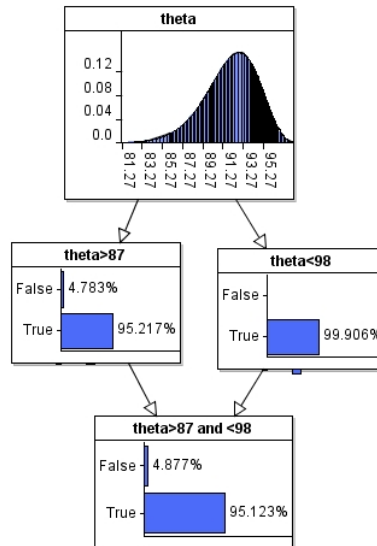 theta
0.12
0.08
0.04
0.0
81.27
83.27
85.27
87.27
89.27
91.27
93.27
95.27
theta>87
False
4.783%
True
95.217%
theta<98
False
True
99.906%
theta>87 and <98
False
4.877%
True
95.123%